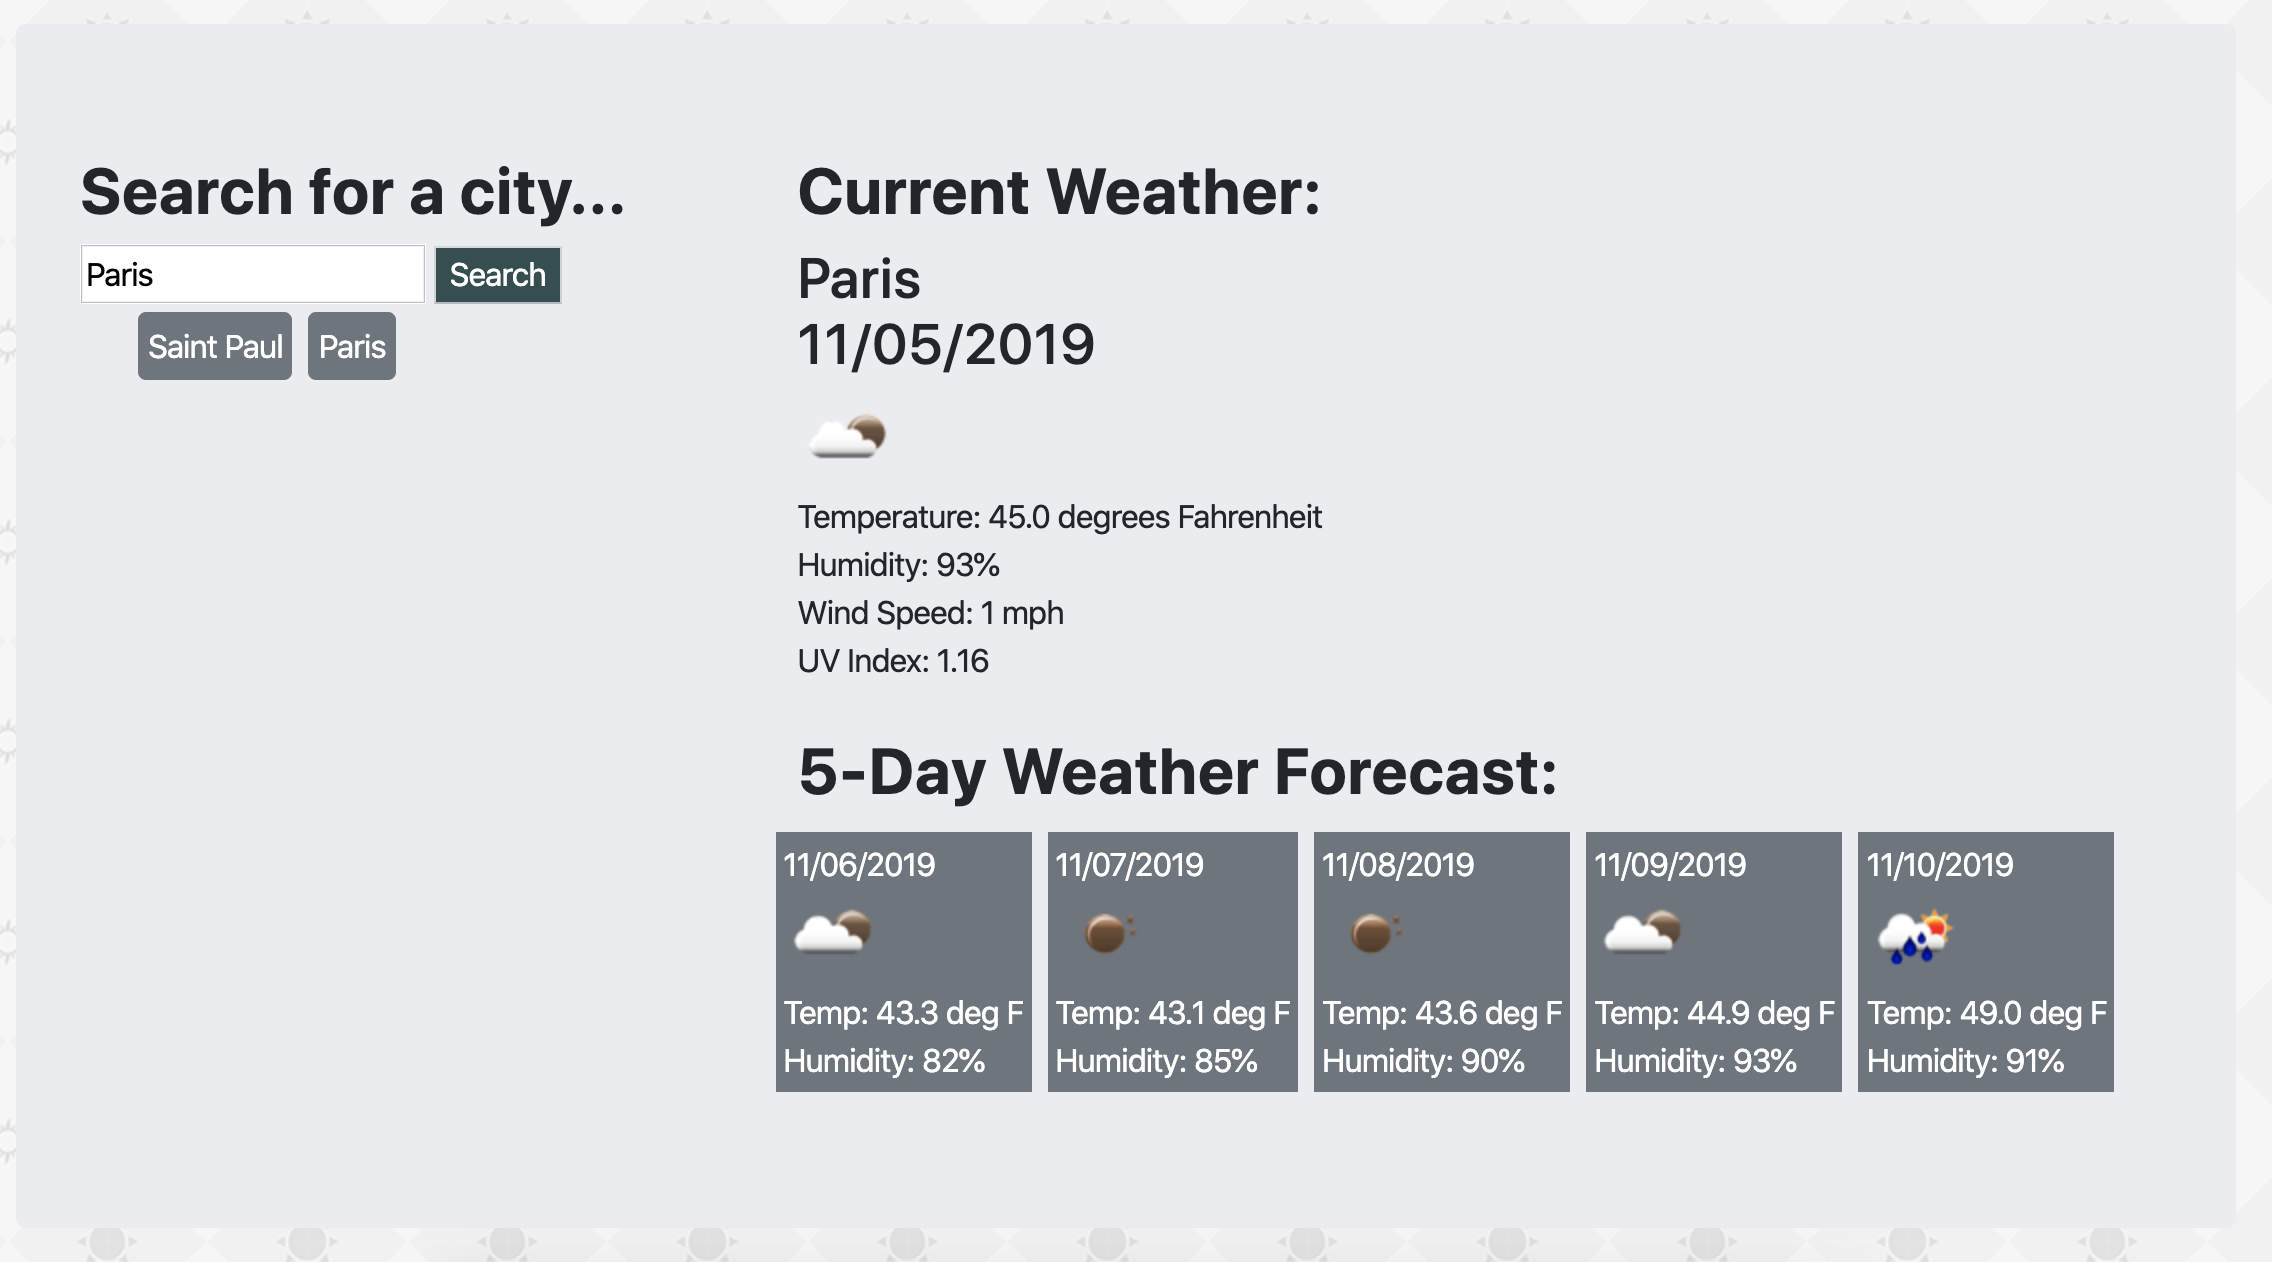 Search for a city...
Paris
Search
Saint Paul
Paris
Current Weather:
Paris
11/05/2019
Temperature: 45.0 degrees Fahrenheit
Humidity: 93%
Wind Speed: 1 mph
UV Index: 1.16
5-Day Weather Forecast:
11/06/2019
Temp: 43.3 deg F
Humidity: 82%
11/07/2019
Temp: 43.1 deg F
Humidity: 85%
11/08/2019
Temp: 43.6 deg F
Humidity: 90%
11/09/2019
Temp: 44.9 deg F
Humidity: 93%
11/10/2019
Temp: 49.0 deg F
Humidity: 91%